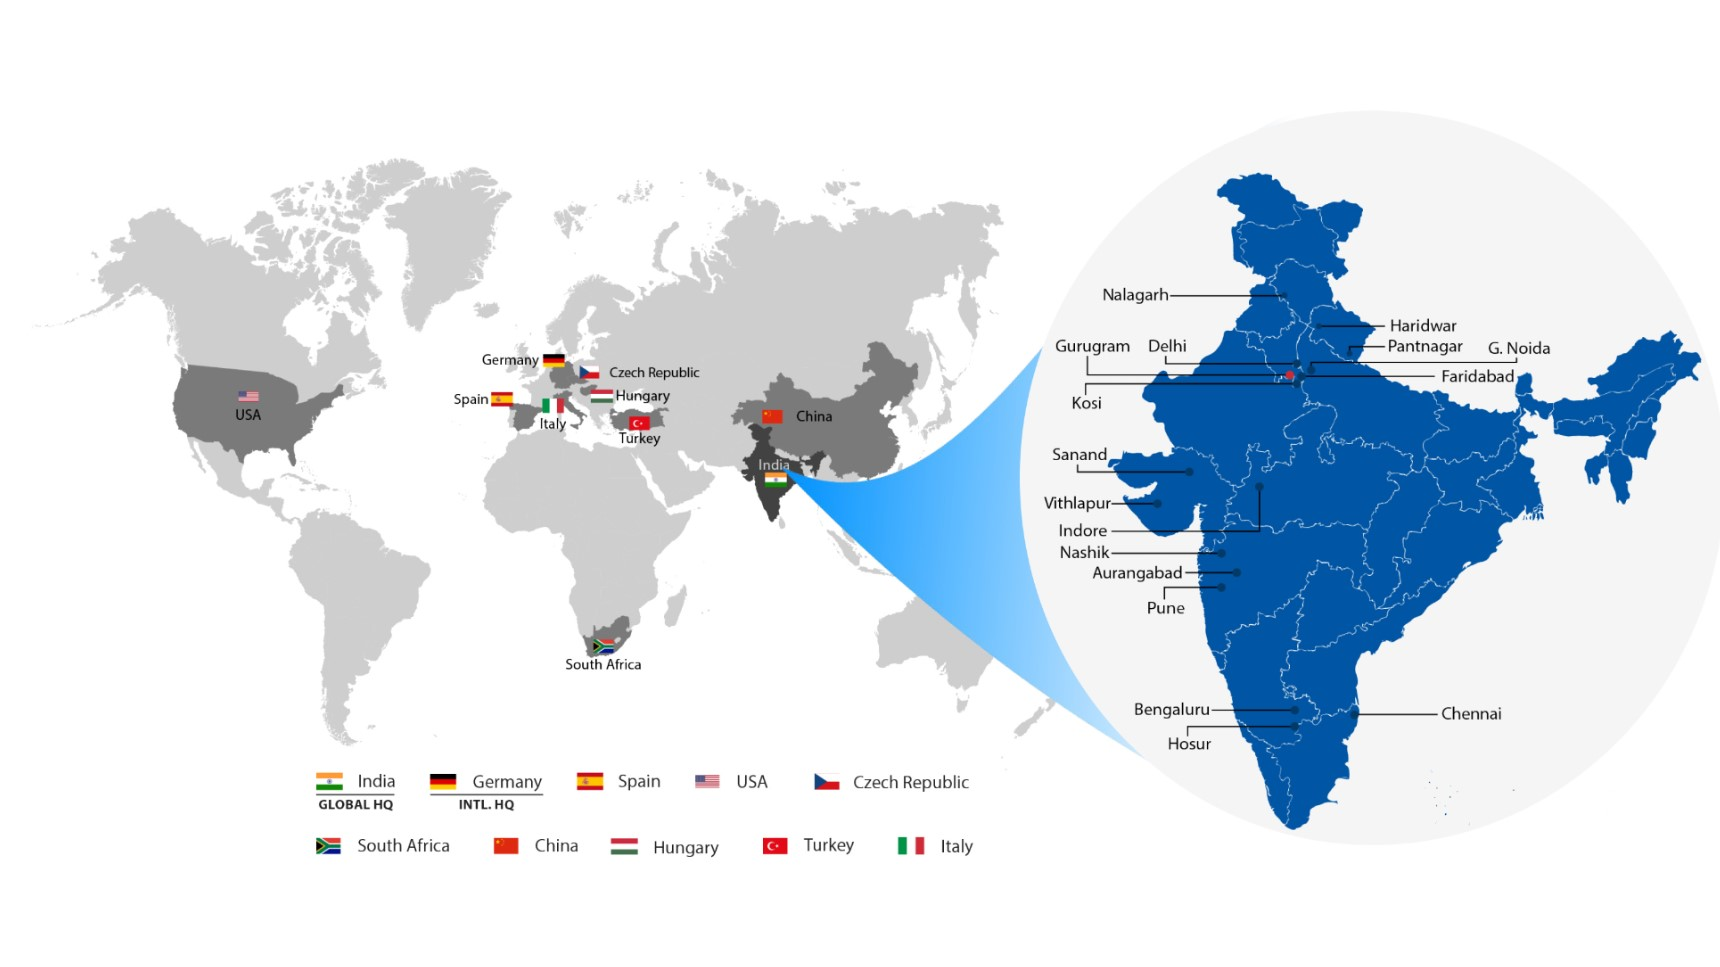 Germany
Czech Republic
Spain
Hungary
USA
Italy
Turkey
China
India
South Africa
Nalagarh
Haridwar
Gurugram
Delhi
Pantnagar
G. Noida
Faridabad
Kosi
Sanand
Vithlapur
Indore
Nashik
Aurangabad
Pune
Bengaluru
Chennai
Hosur
India
GLOBAL HQ
Germany
INTL. HQ
Spain
USA
Czech Republic
South Africa
China
Hungary
Turkey
Italy